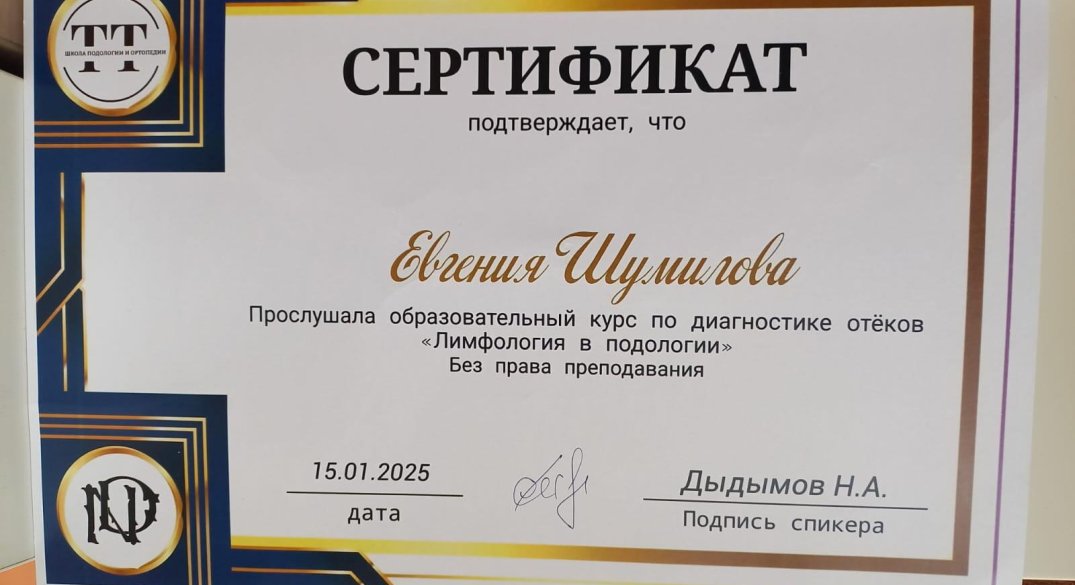 ТТ
ШКОЛА ПОДОЛОГИИ И ОРТОПЕДИИ
СЕРТИФИКАТ
подтверждает, что
Евгения Шумилова
Прослушала образовательный курс по диагностике отёков
«Лимфология в подологии»
Без права преподавания
15.01.2025
Дыдымов Н.А.
дата
Подпись спикера